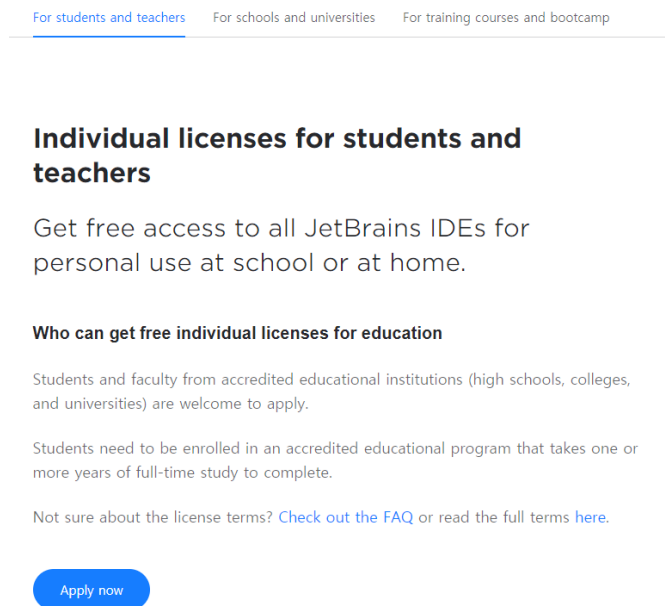 For students and teachers For schools and universities For training courses and bootcamp
Individual licenses for students and
teachers
Get free access to all JetBrains IDEs for
personal use at school or at home.
Who can get free individual licenses for education
Students and faculty from accredited educational institutions (high schools, colleges,
and universities) are welcome to apply.
Students need to be enrolled in an accredited educational program that takes one or
more years of full-time study to complete.
Not sure about the license terms? Check out the FAQ or read the full terms here.
Apply now